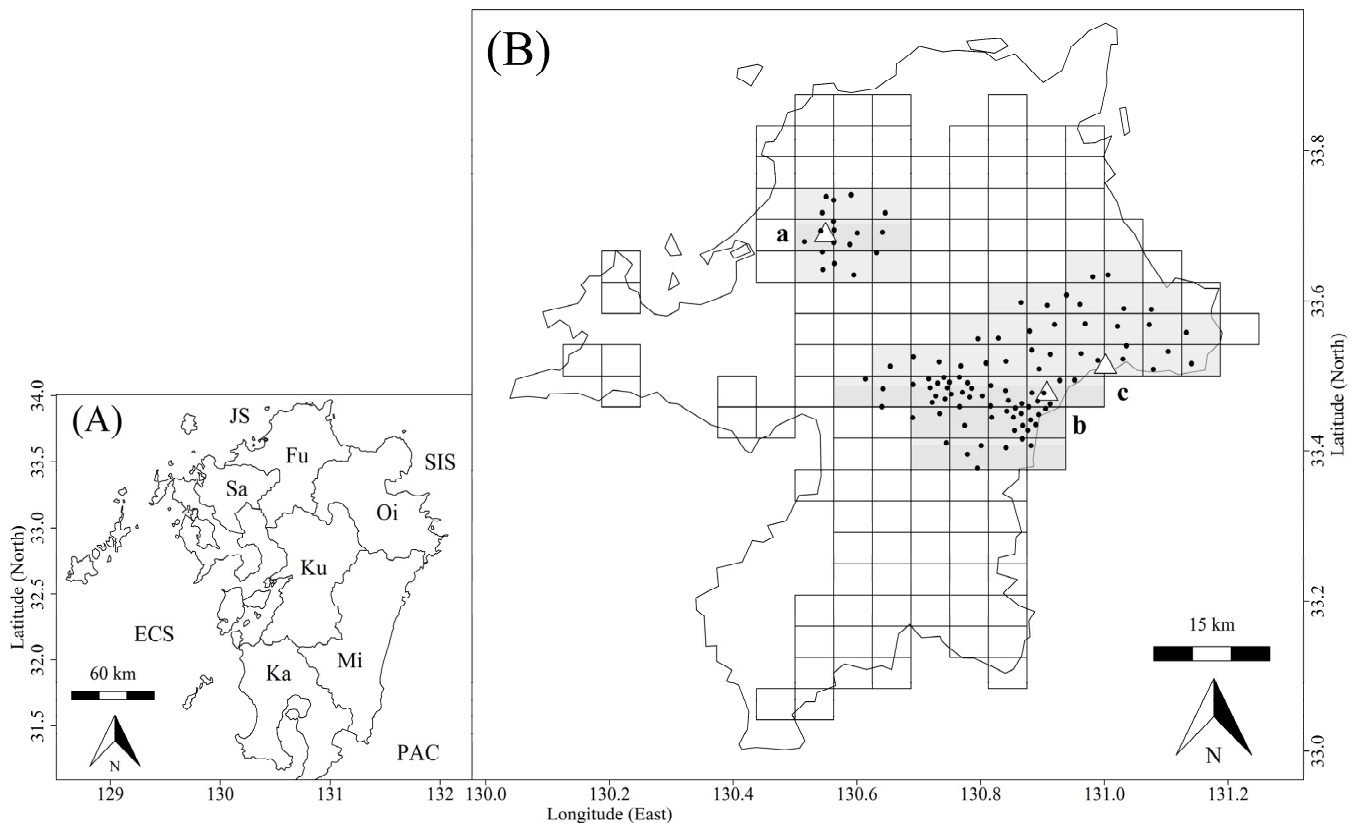 (B)
a
b
c
33.8
33.6
33.4
33.2
33.0
Latitude (North)
15 km
N
130.0
130.2
130.4
130.6
130.8
131.0
131.2
Longitude (East)
(A)
JS
Fu
SIS
Sa
Oi
Ku
ECS
Mi
Ka
PAC
60 km
N
34.0
33.5
33.0
32.5
32.0
31.5
Latitude (North)
129
130
131
132